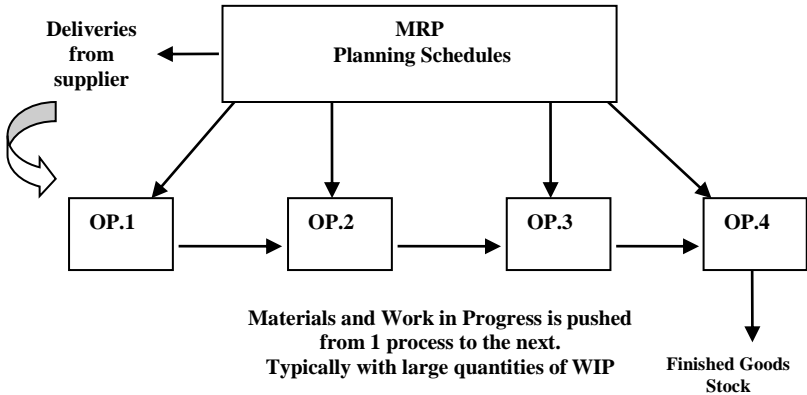 Deliveries
from
supplier
MRP
Planning Schedules
OP.1
OP.2
OP.3
OP.4
Materials and Work in Progress is pushed
from 1 process to the next.
Typically with large quantities of WIP
Finished Goods
Stock